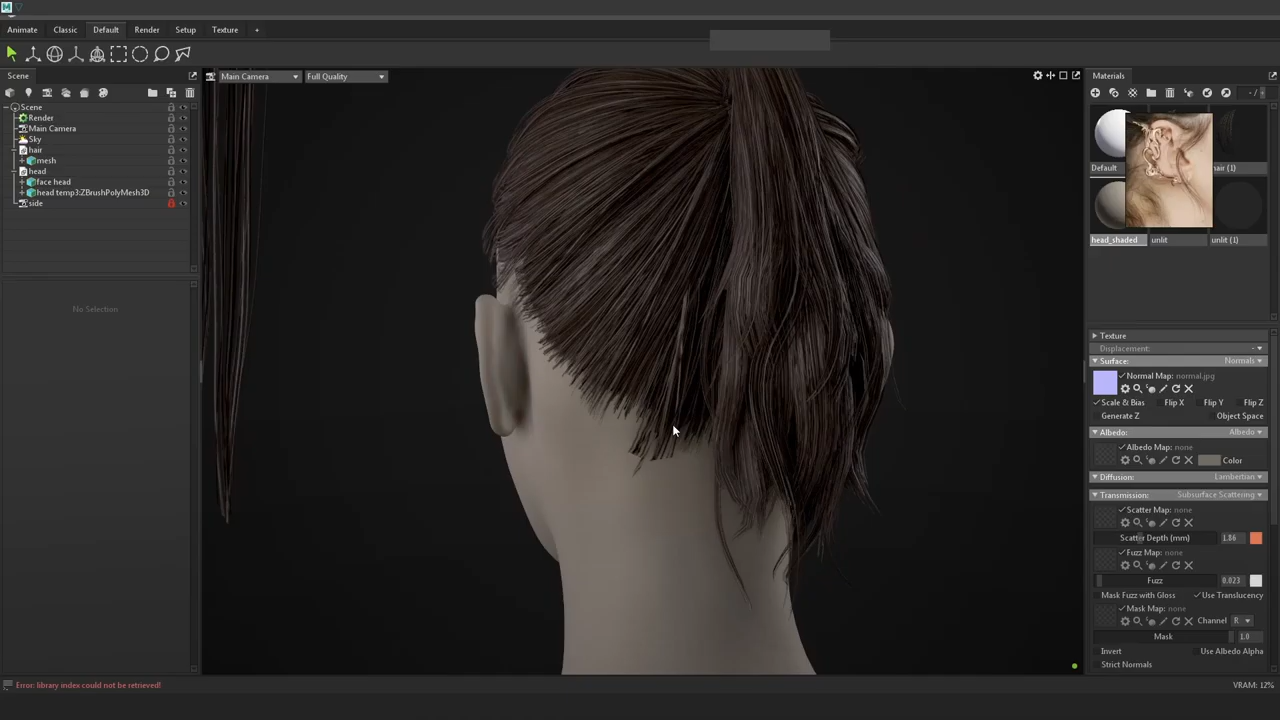 Animate Classic Default Render Setup Texture +
Scene
Main Camera
Full Quality
Materials
Scene
Render
Main Camera
Sky
hair
mesh
head
face head
head temp3:ZBrushPolyMesh3D
side
No Selection
- /
Default
hair (1)
head_shaded
unlit
unlit (1)
Texture
Displacement:
Surface: Normals
Normal Map: normal.jpg
Scale & Bias Flip X Flip Y Flip Z
Generate Z Object Space
Albedo: Albedo
Albedo Map: none
Color
Diffusion: Lambertian
Transmission: Subsurface Scattering
Scatter Map: none
Scatter Depth (mm) 1.86
Fuzz Map: none
Fuzz 0.023
Mask Fuzz with Gloss Use Translucency
Mask Map: none
Channel R
Mask 1.0
Invert Use Albedo Alpha
Strict Normals
Error: library index could not be retrieved!
VRAM: 12%